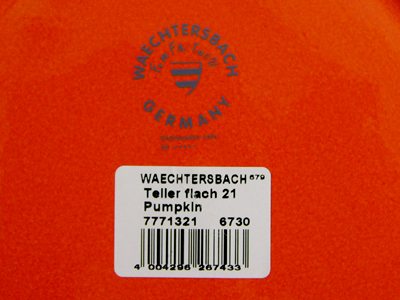 WAECHTERSBACH
GERMANY
WAECHTERSBACH 679
Teller flach 21
Pumpkin
7771321 6730
4 004296 267433